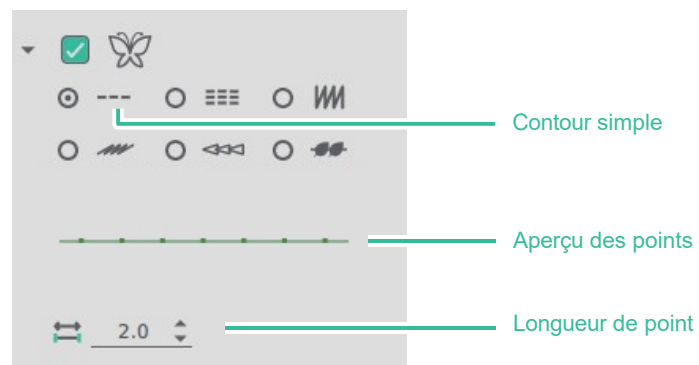 Contour simple
Aperçu des points
2.0
Longueur de point